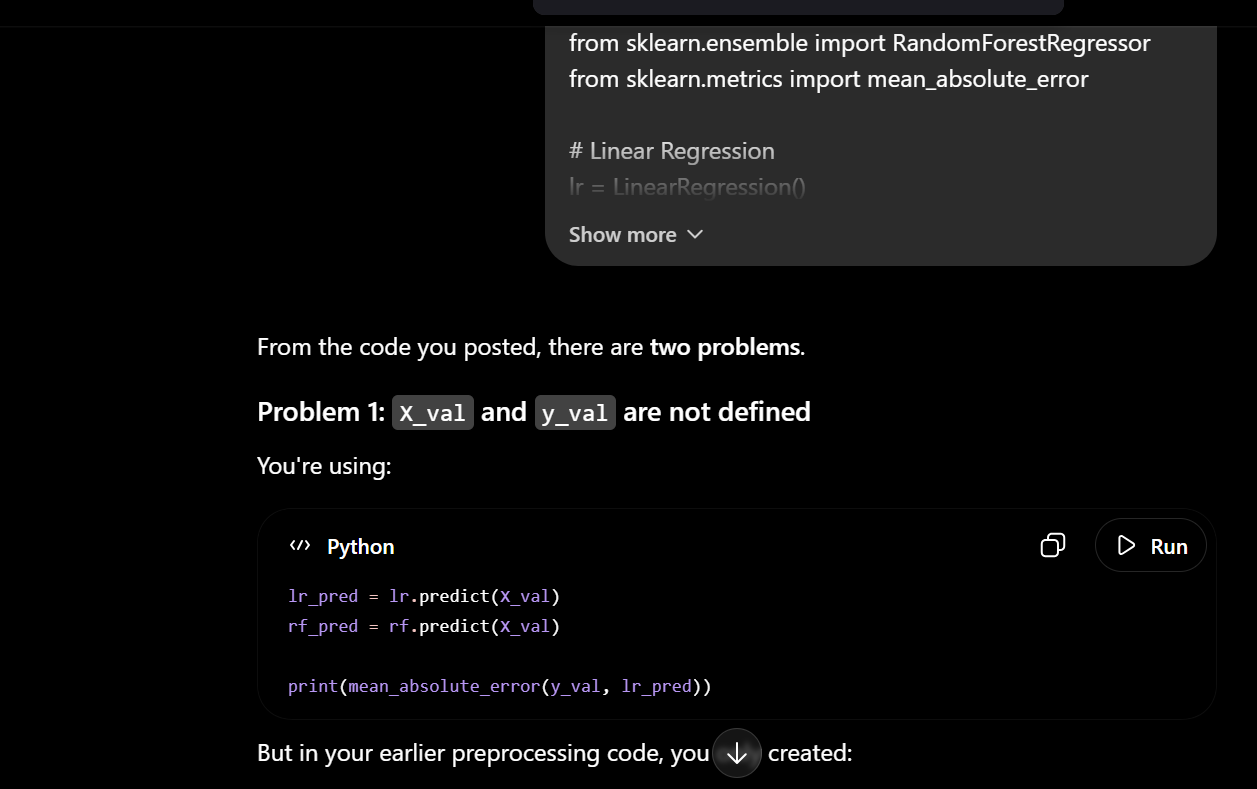 from sklearn.ensemble import RandomForestRegressor
from sklearn.metrics import mean_absolute_error
# Linear Regression
lr = LinearRegression()
Show more
From the code you posted, there are two problems.
Problem 1: X_val and y_val are not defined
You're using:
Python
Run
lr_pred = lr.predict(X_val)
rf_pred = rf.predict(X_val)
print(mean_absolute_error(y_val, lr_pred))
But in your earlier preprocessing code, you created: